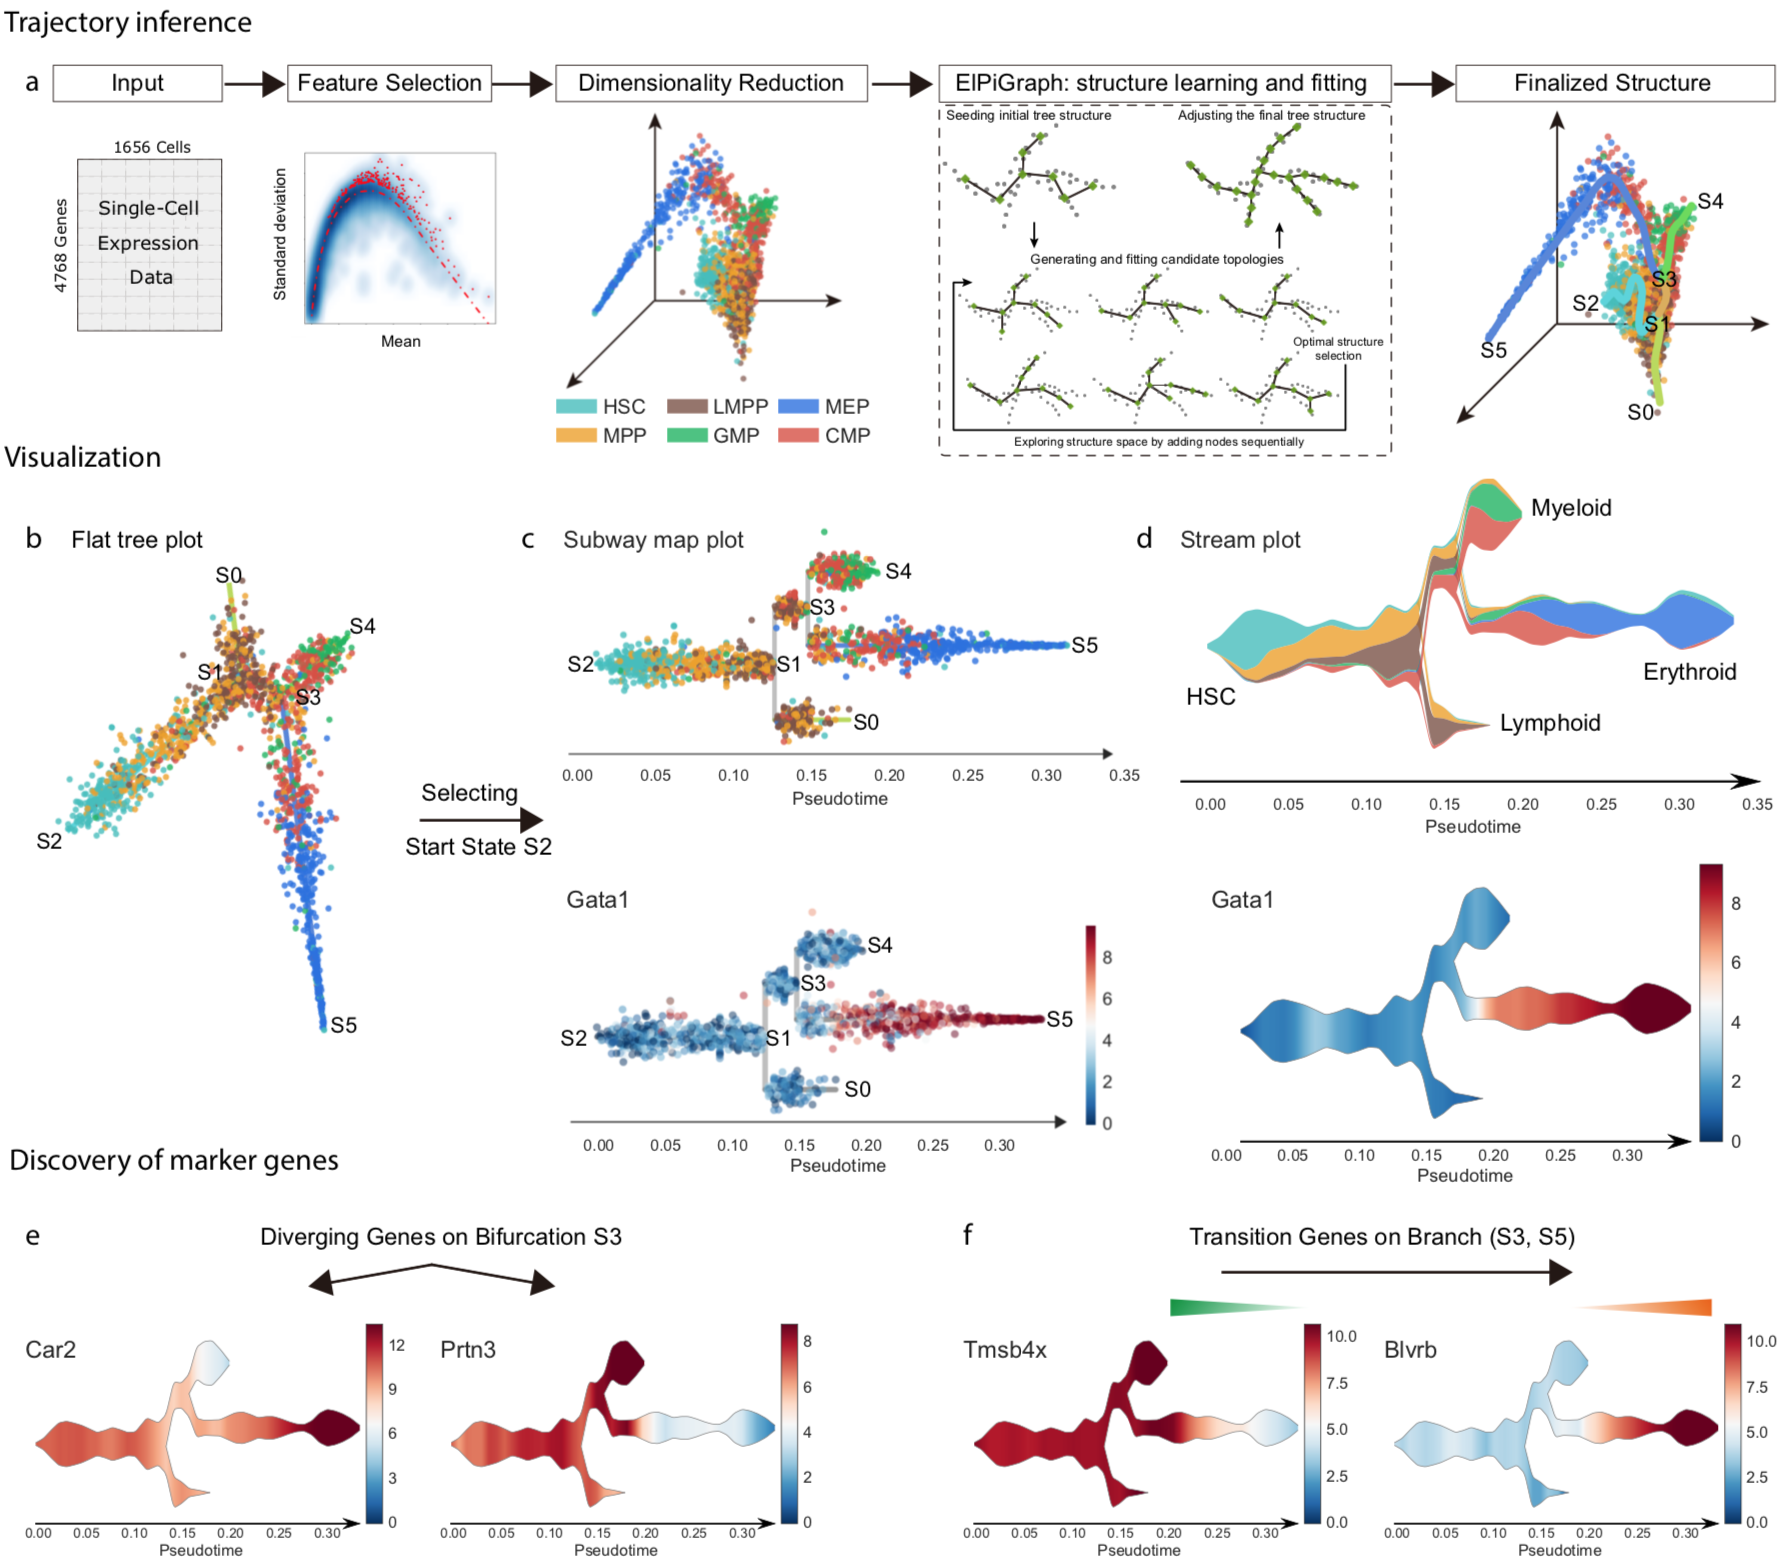 Trajectory inference
a
Input
Feature Selection
Dimensionality Reduction
ElPiGraph: structure learning and fitting
Finalized Structure
1656 Cells
4768 Genes
Single-Cell
Expression
Data
Standard deviation
Mean
HSC
LMPP
MEP
MPP
GMP
CMP
Seeding initial tree structure
Adjusting the final tree structure
Generating and fitting candidate topologies
Optimal structure
selection
Exploring structure space by adding nodes sequentially
S4
S3
S2
S1
S5
S0
Visualization
b
Flat tree plot
S0
S4
S1
S3
S2
S5
Selecting
Start State S2
c
Subway map plot
S4
S3
S5
S2
S1
S0
0.00 0.05 0.10 0.15 0.20 0.25 0.30 0.35
Pseudotime
Gata1
S4
S3
S5
S2
S1
S0
8
6
4
2
0
0.00 0.05 0.10 0.15 0.20 0.25 0.30
Pseudotime
d
Stream plot
Myeloid
Erythroid
HSC
Lymphoid
0.00 0.05 0.10 0.15 0.20 0.25 0.30 0.35
Pseudotime
Gata1
8
6
4
2
0
0.00 0.05 0.10 0.15 0.20 0.25 0.30
Pseudotime
Discovery of marker genes
e
Diverging Genes on Bifurcation S3
Car2
12
9
6
3
0
0.00 0.05 0.10 0.15 0.20 0.25 0.30
Pseudotime
Prtn3
8
6
4
2
0
0.00 0.05 0.10 0.15 0.20 0.25 0.30
Pseudotime
f
Transition Genes on Branch (S3, S5)
Tmsb4x
10.0
7.5
5.0
2.5
0.0
0.00 0.05 0.10 0.15 0.20 0.25 0.30
Pseudotime
Blvrb
10.0
7.5
5.0
2.5
0.0
0.00 0.05 0.10 0.15 0.20 0.25 0.30
Pseudotime